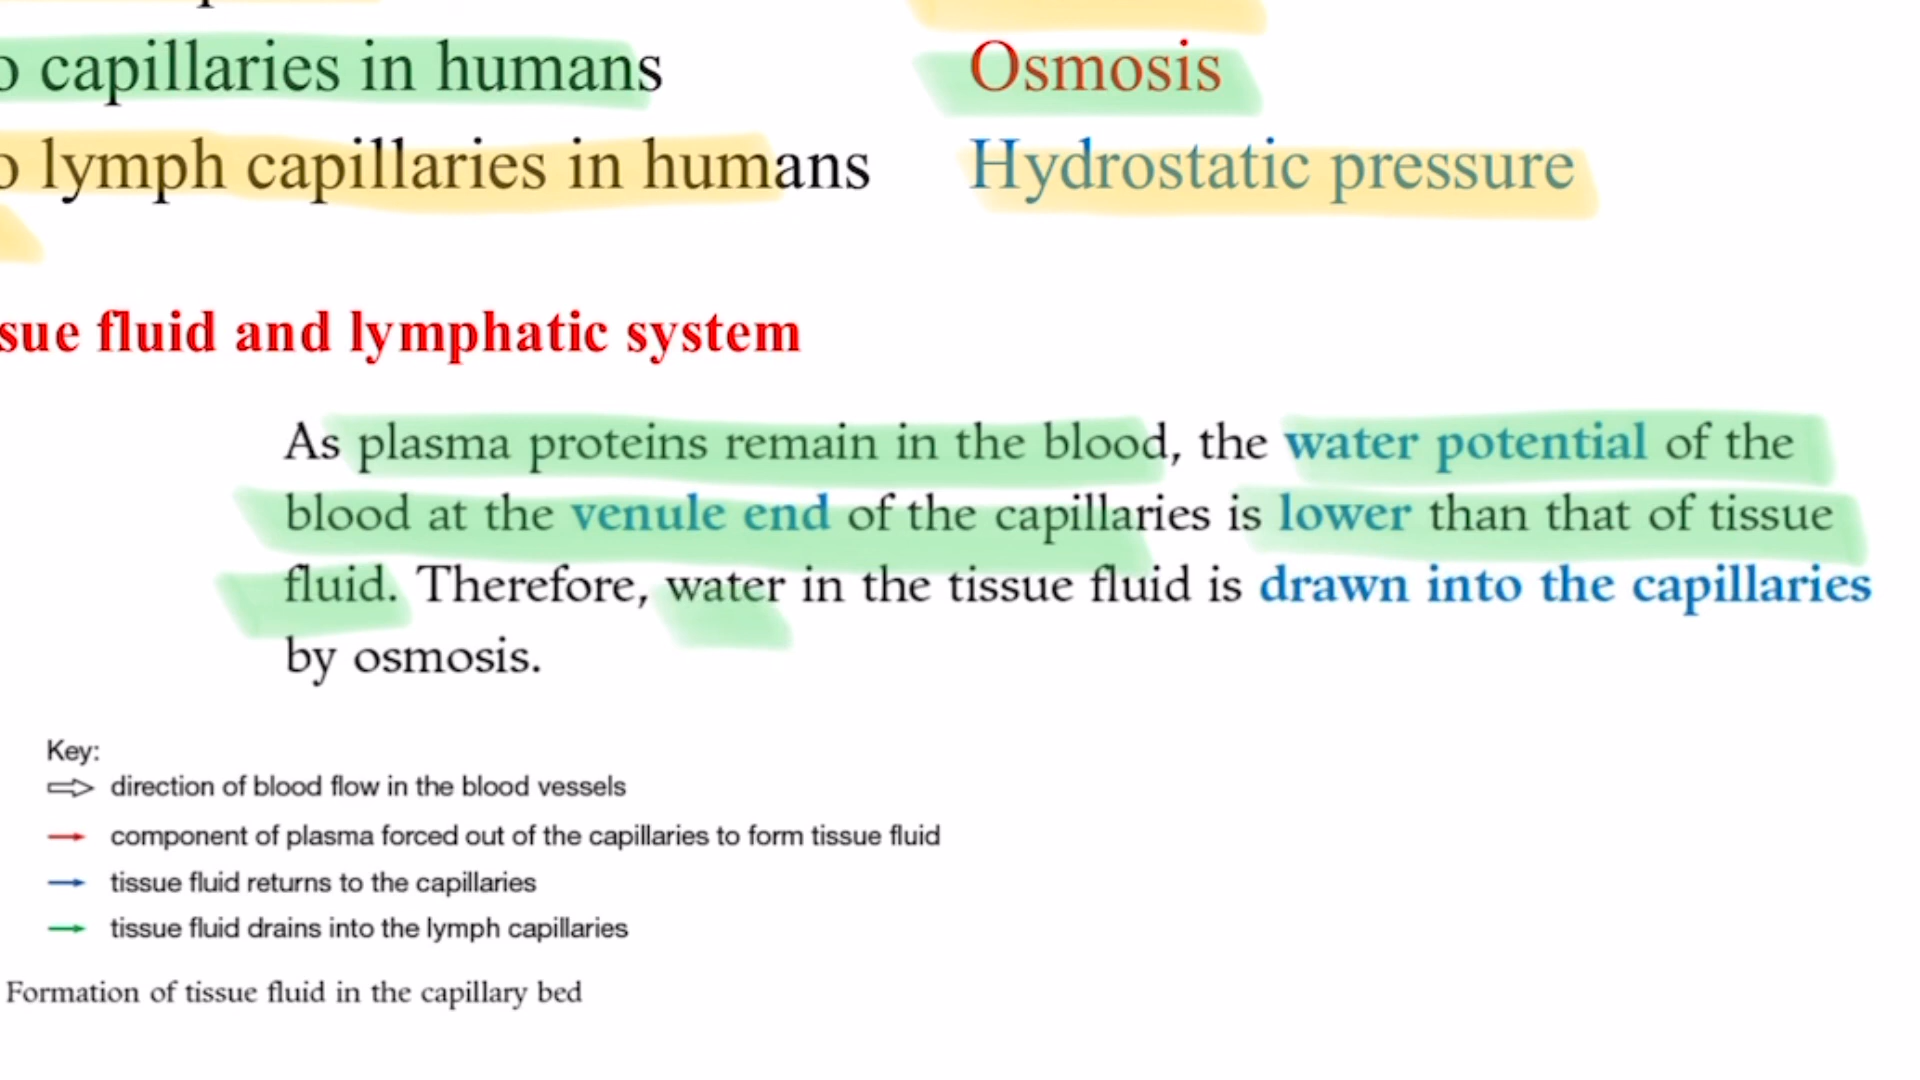 o capillaries in humans Osmosis
o lymph capillaries in humans Hydrostatic pressure
sue fluid and lymphatic system
As plasma proteins remain in the blood, the water potential of the
blood at the venule end of the capillaries is lower than that of tissue
fluid. Therefore, water in the tissue fluid is drawn into the capillaries
by osmosis.
Key:
direction of blood flow in the blood vessels
component of plasma forced out of the capillaries to form tissue fluid
tissue fluid returns to the capillaries
tissue fluid drains into the lymph capillaries
Formation of tissue fluid in the capillary bed